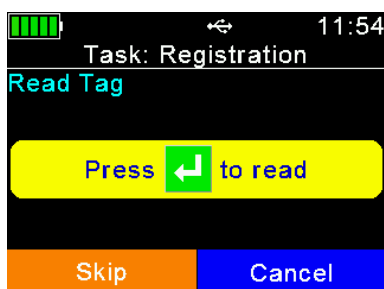 11:54
Task: Registration
Read Tag
Press ↵ to read
Skip Cancel